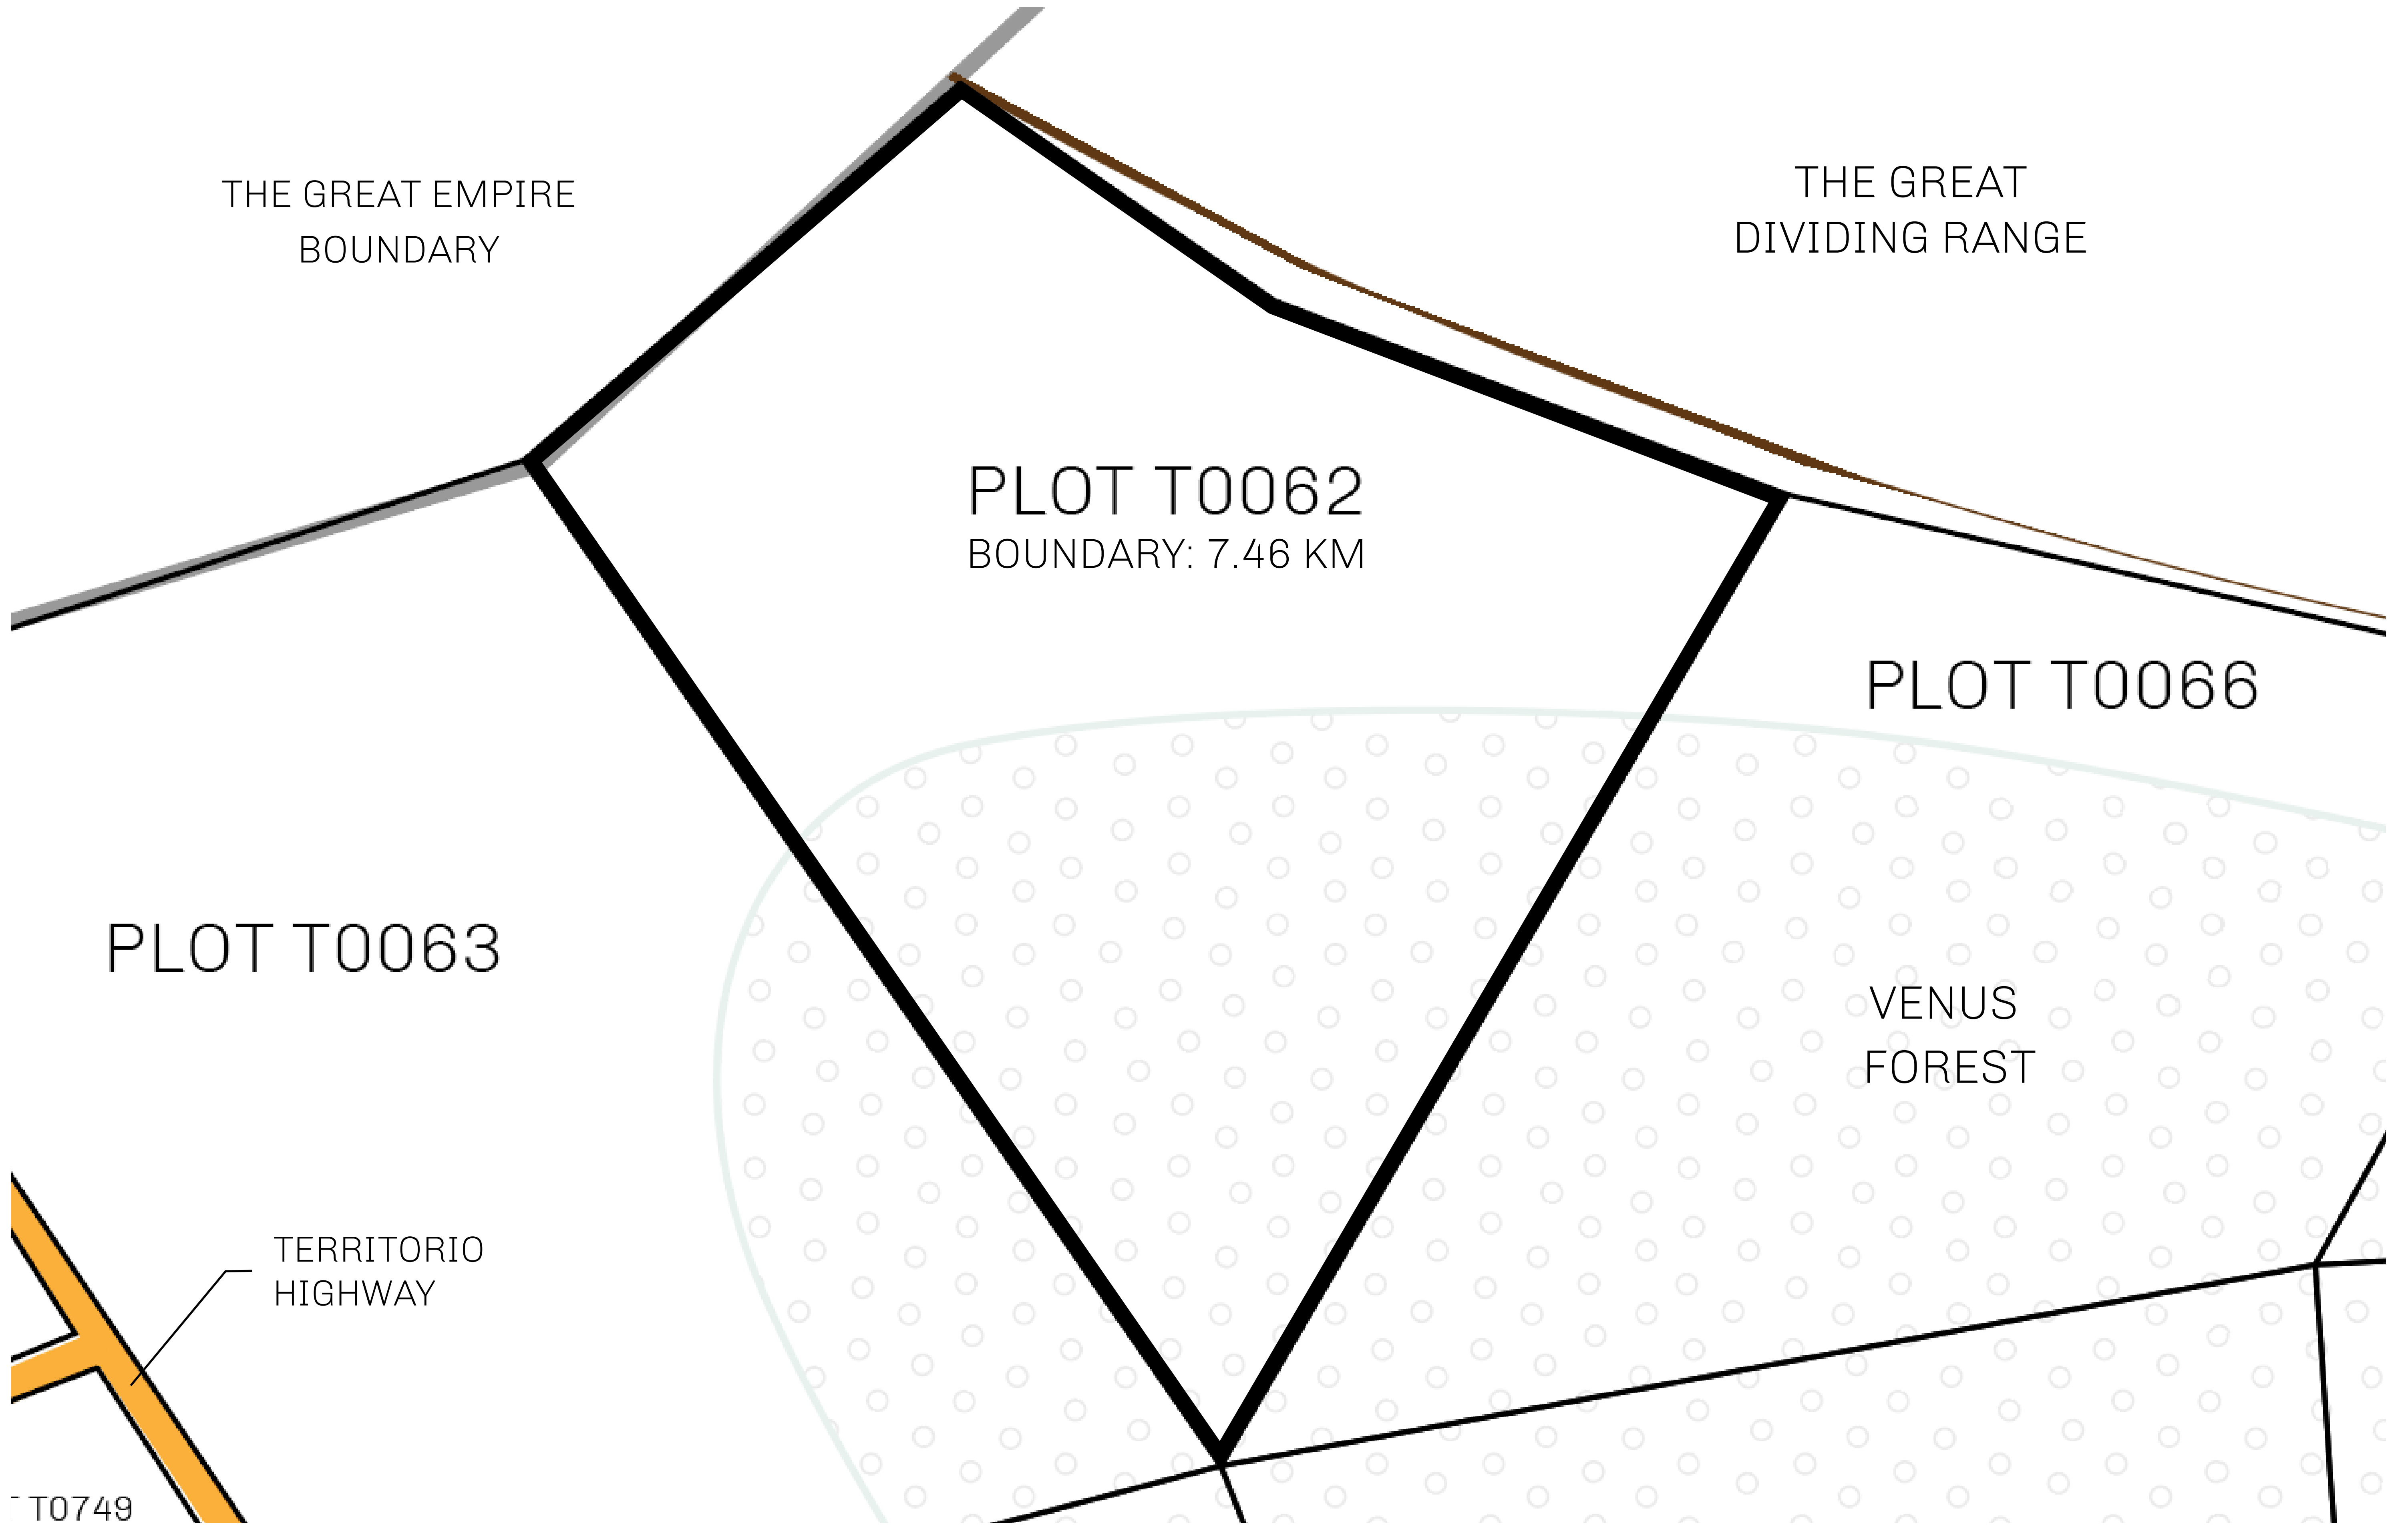 THE GREAT EMPIRE
BOUNDARY
THE GREAT
DIVIDING RANGE
PLOT T0062
BOUNDARY: 7.46 KM
PLOT T0066
PLOT T0063
VENUS
FOREST
TERRITORIO
HIGHWAY
T0749